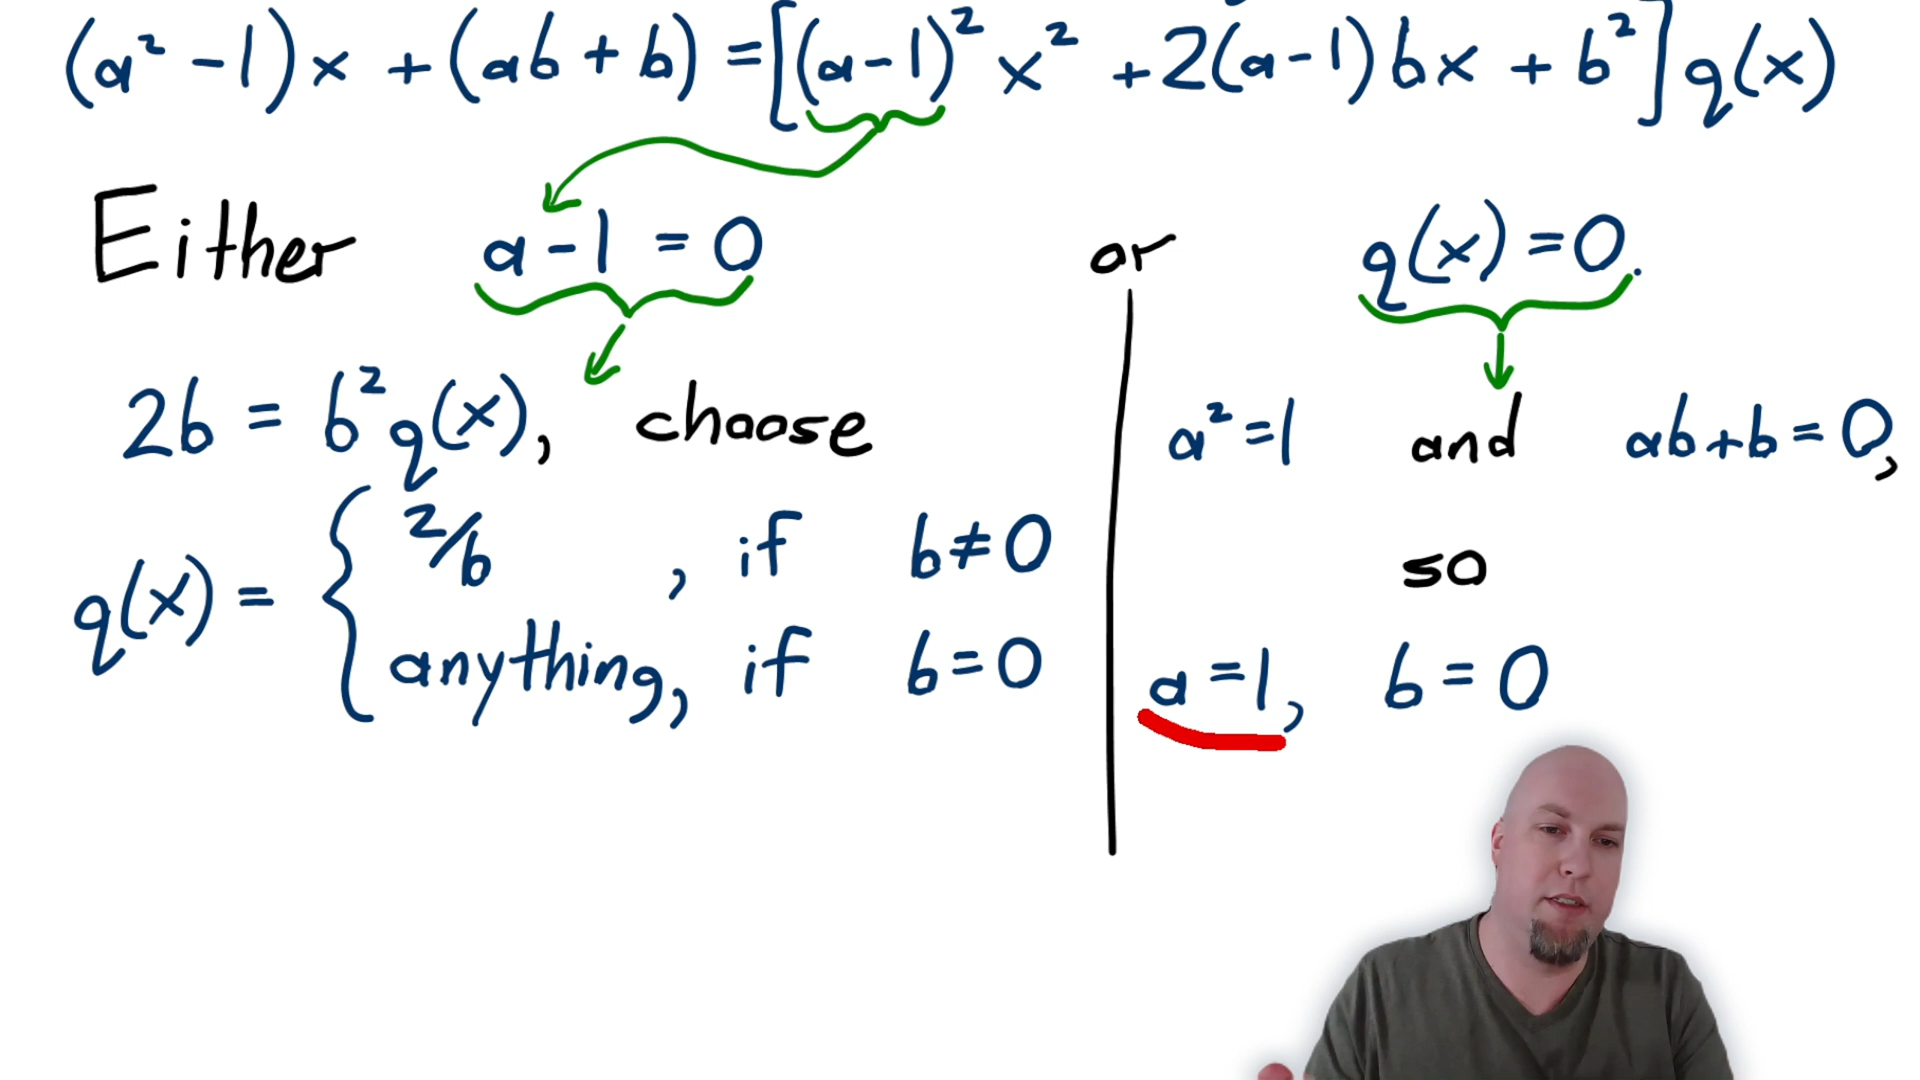 (a² - 1)x + (ab + b) = [(a-1)² x² + 2(a-1)bx + b²] q(x)
Either a - 1 = 0 or q(x) = 0.
2b = b² q(x), choose
q(x) = { 2/b , if b ≠ 0
anything, if b = 0
a² = 1 and ab + b = 0,
so
a = 1, b = 0